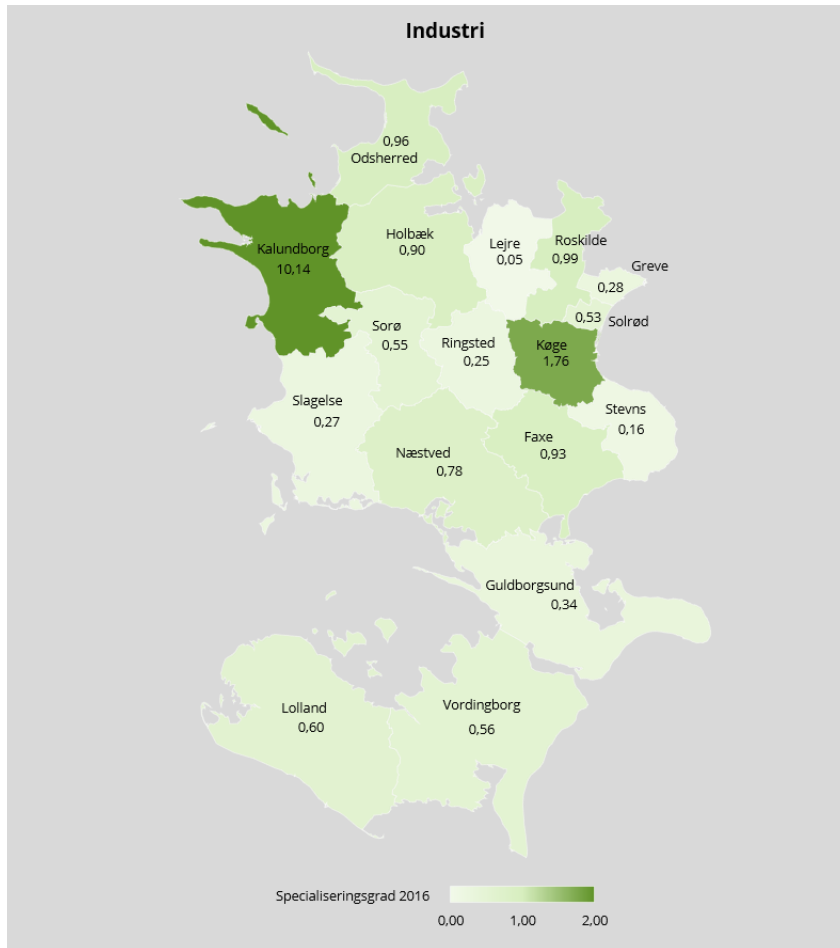 Industri
0,96
Odsherred
Holbæk
0,90
Lejre
0,05
Roskilde
0,99
Greve
0,28
Kalundborg
10,14
0,53
Solrød
Sorø
0,55
Ringsted
0,25
Køge
1,76
Slagelse
0,27
Stevns
0,16
Næstved
0,78
Faxe
0,93
Guldborgsund
0,34
Lolland
0,60
Vordingborg
0,56
Specialiseringsgrad 2016
0,00 1,00 2,00